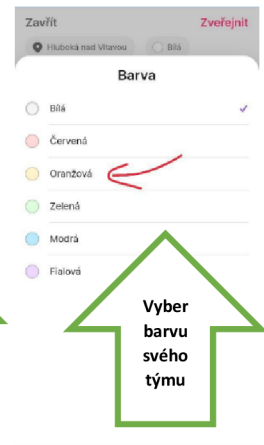 Zavřít Zveřejnit
Hluboká nad Vltavou Bílá
Barva
Bílá
Červená
Oranžová
Zelená
Modrá
Fialová
Vyber
barvu
svého
týmu